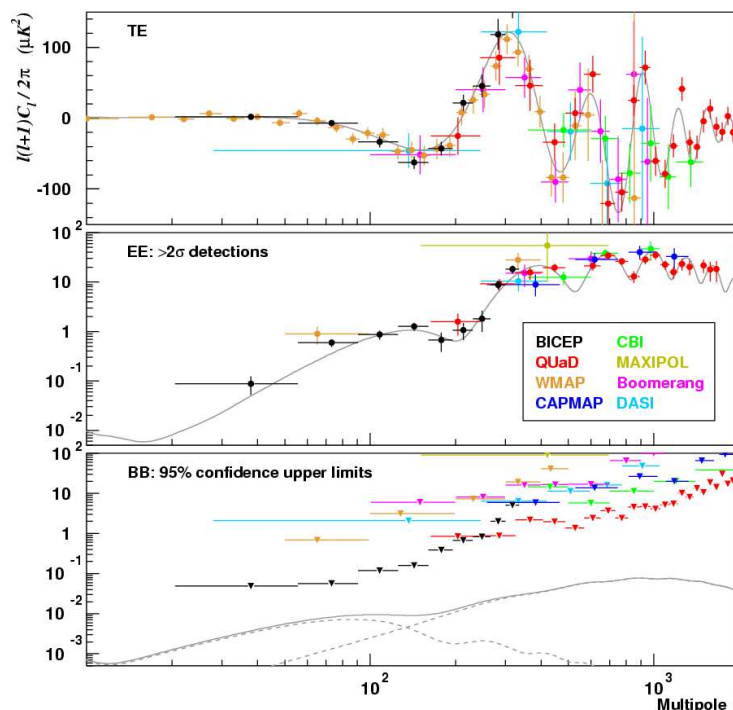 TE
l(l+1)C_l / 2π (μK²)
100
0
-100
10²
EE: >2σ detections
10
1
10⁻¹
10⁻²
BICEP
CBI
QUaD
MAXIPOL
WMAP
Boomerang
CAPMAP
DASI
10²
BB: 95% confidence upper limits
10
1
10⁻¹
10⁻²
10⁻³
10²
10³
Multipole